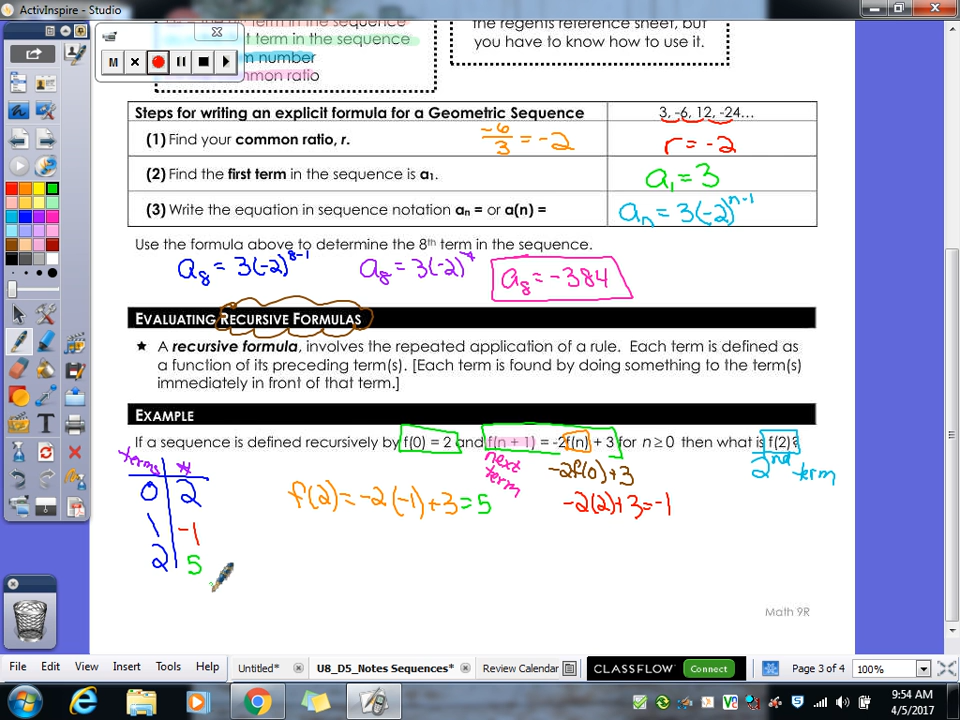 ActivInspire - Studio
term in the sequence
term in the sequence
number
common ratio
the regents reference sheet, but
you have to know how to use it.
M
Steps for writing an explicit formula for a Geometric Sequence
3, -6, 12, -24…
(1) Find your common ratio, r.
-6/3 = -2
r = -2
(2) Find the first term in the sequence is a₁.
a₁ = 3
(3) Write the equation in sequence notation aₙ = or a(n) =
aₙ = 3(-2)ⁿ⁻¹
Use the formula above to determine the 8th term in the sequence.
a₈ = 3(-2)⁸⁻¹
a₈ = 3(-2)⁷
a₈ = -384
EVALUATING RECURSIVE FORMULAS
★ A recursive formula, involves the repeated application of a rule. Each term is defined as
a function of its preceding term(s). [Each term is found by doing something to the term(s)
immediately in front of that term.]
EXAMPLE
If a sequence is defined recursively by f(0) = 2 and f(n + 1) = -2f(n) + 3 for n ≥ 0 then what is f(2)?
terms #
next
term
-2f(0)+3
2nd term
0 2
f(2) = -2(-1)+3 = 5
-2(2)+3=-1
1 -1
2 5
Math 9R
File Edit View Insert Tools Help
Untitled*
U8_D5_Notes Sequences*
Review Calendar
CLASSFLOW
Connect
Page 3 of 4
100%
9:54 AM
4/5/2017